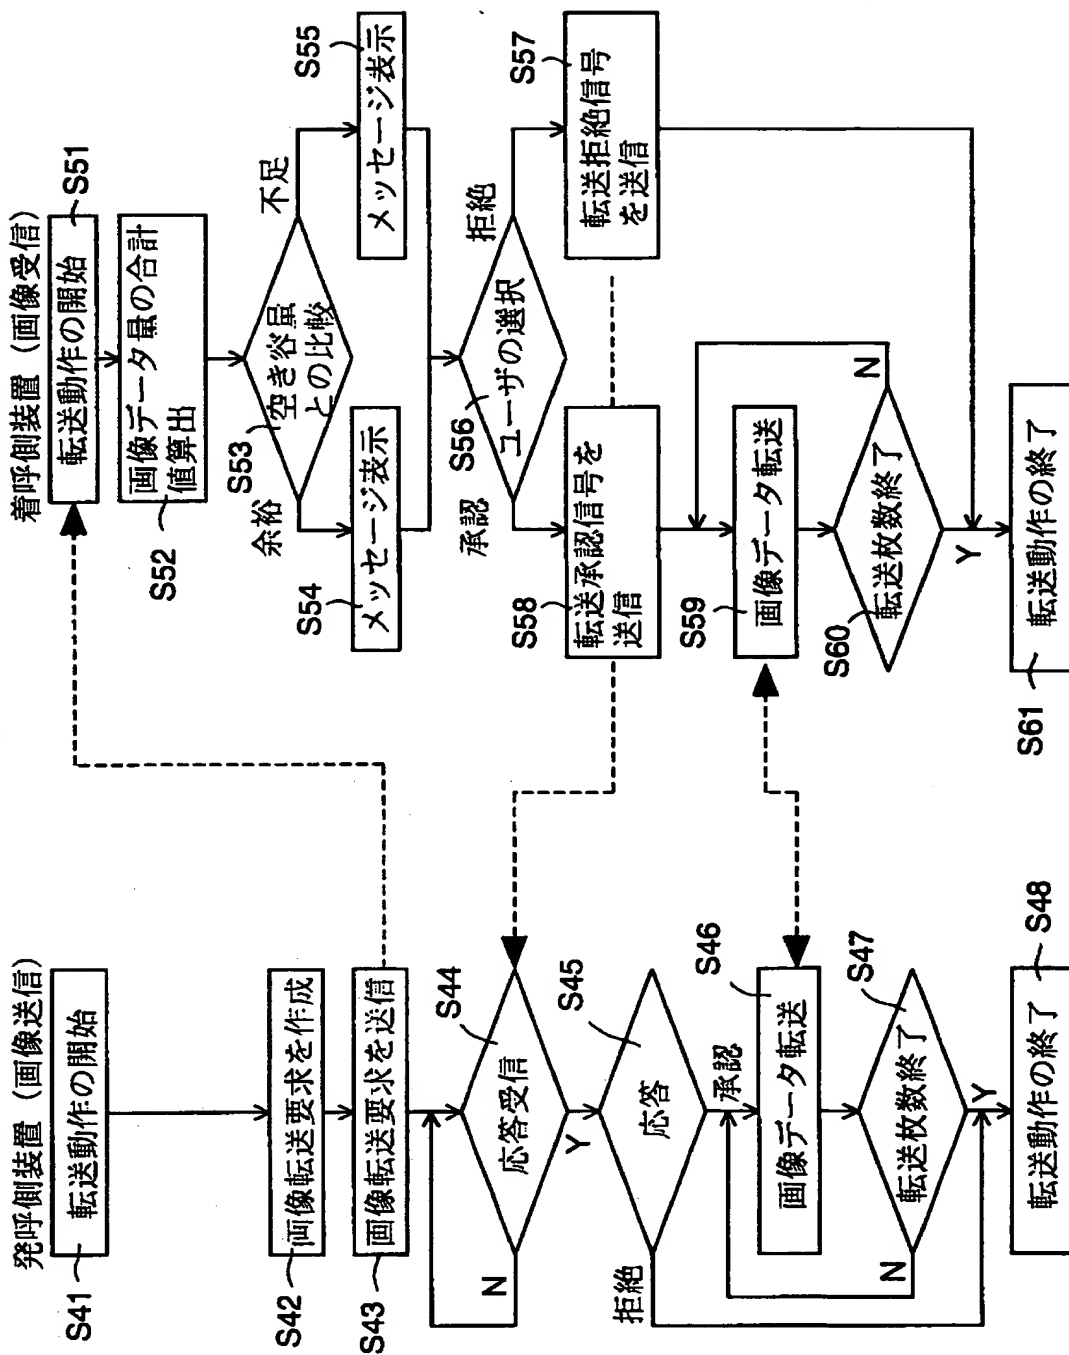 発呼側装置（画像送信）
S41
転送動作の開始
S42
画像転送要求を作成
S43
画像転送要求を送信
S44
応答受信
N
Y
S45
応答
拒絶
承認
S46
画像データ転送
S47
転送枚数終了
N
Y
S48
転送動作の終了
着呼側装置（画像受信）
S51
転送動作の開始
S52
画像データ量の合計
値算出
S53
空き容量
との比較
余裕
不足
S54
メッセージ表示
S55
メッセージ表示
S56
ユーザの選択
承認
拒絶
S57
転送拒絶信号
を送信
S58
転送承認信号を
送信
S59
画像データ転送
S60
転送枚数終了
N
Y
S61
転送動作の終了